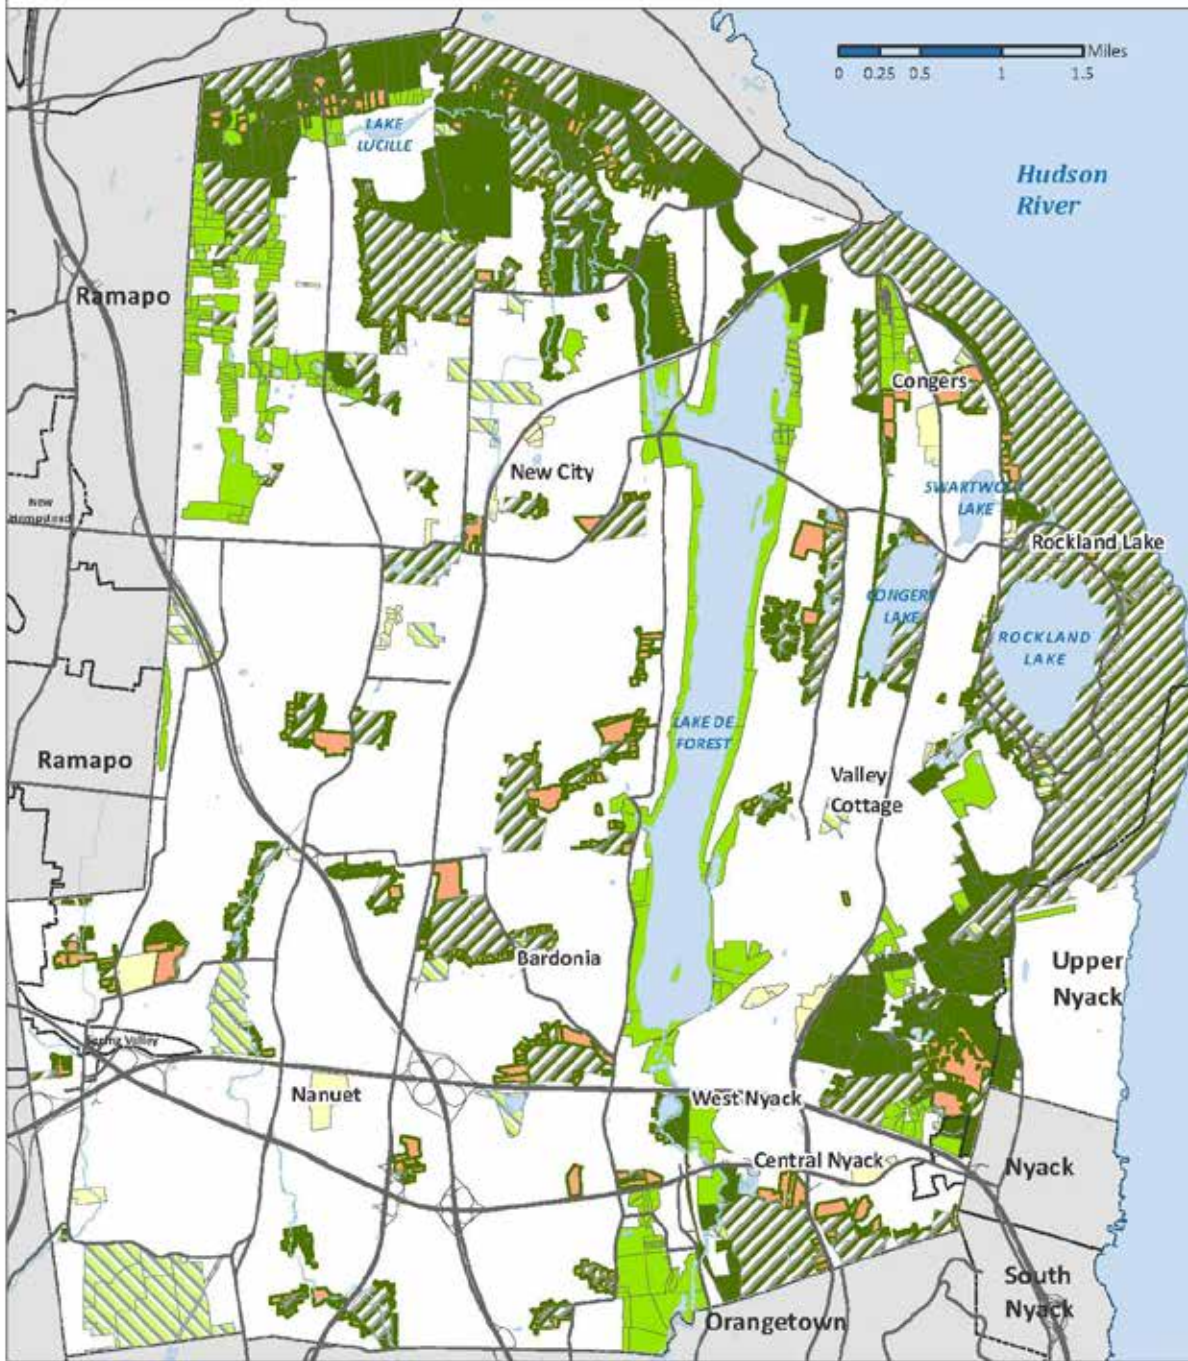 Miles
0 0.25 0.5 1 1.5
LAKE
LUCILLE
Hudson
River
Ramapo
Congers
New City
SWARTWOUT
LAKE
New
Hempstead
Rockland Lake
CONGERS
LAKE
ROCKLAND
LAKE
LAKE DE
FOREST
Ramapo
Valley
Cottage
Bardonia
Upper
Nyack
Spring Valley
Nanuet
West Nyack
Central Nyack
Nyack
South
Nyack
Orangetown